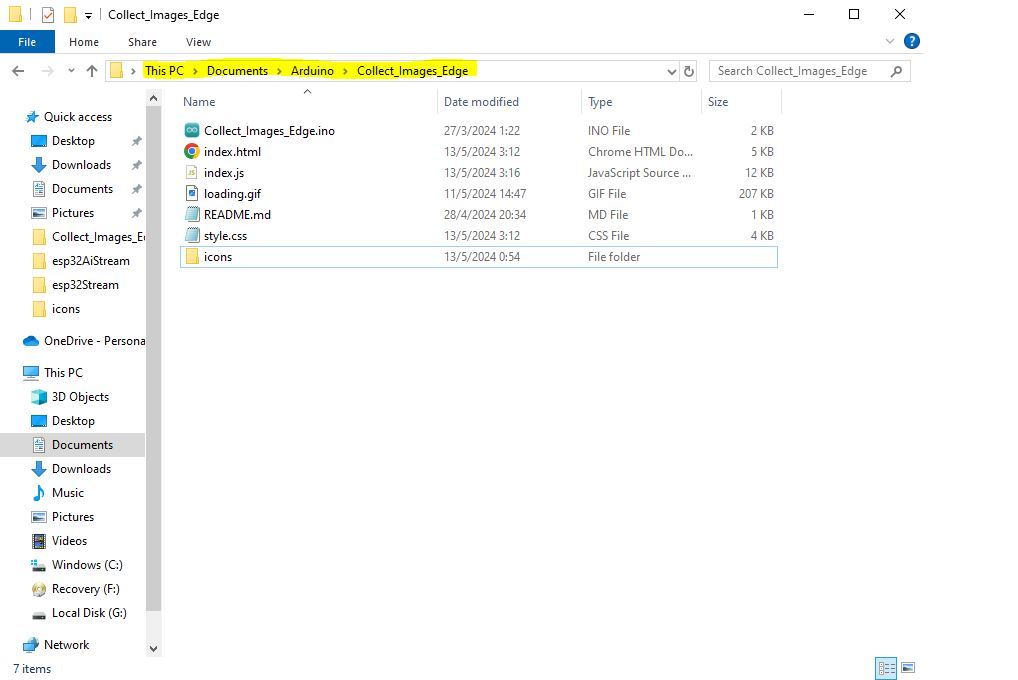 Collect_Images_Edge
File Home Share View
This PC Documents Arduino Collect_Images_Edge
Search Collect_Images_Edge
Name Date modified Type Size
Collect_Images_Edge.ino 27/3/2024 1:22 INO File 2 KB
index.html 13/5/2024 3:12 Chrome HTML Do... 5 KB
index.js 13/5/2024 3:16 JavaScript Source ... 12 KB
loading.gif 11/5/2024 14:47 GIF File 207 KB
README.md 28/4/2024 20:34 MD File 1 KB
style.css 13/5/2024 3:12 CSS File 4 KB
icons 13/5/2024 0:54 File folder
Quick access
Desktop
Downloads
Documents
Pictures
Collect_Images_E
esp32AiStream
esp32Stream
icons
OneDrive - Persona
This PC
3D Objects
Desktop
Documents
Downloads
Music
Pictures
Videos
Windows (C:)
Recovery (F:)
Local Disk (G:)
Network
7 items